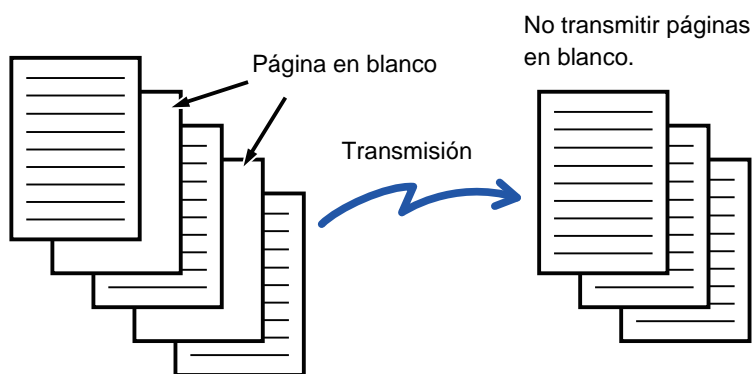 No transmitir páginas
en blanco.
Página en blanco
Transmisión